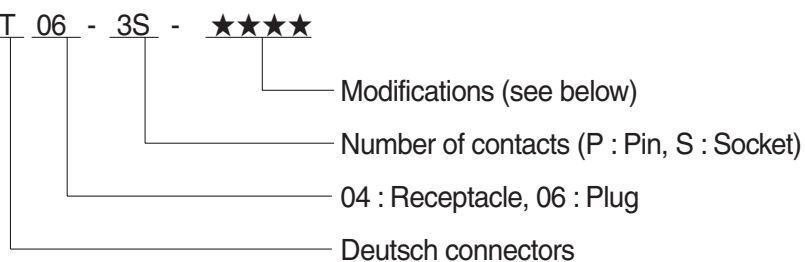 T 06 - 3S - ★★★★
Modifications (see below)
Number of contacts (P : Pin, S : Socket)
04 : Receptacle, 06 : Plug
Deutsch connectors